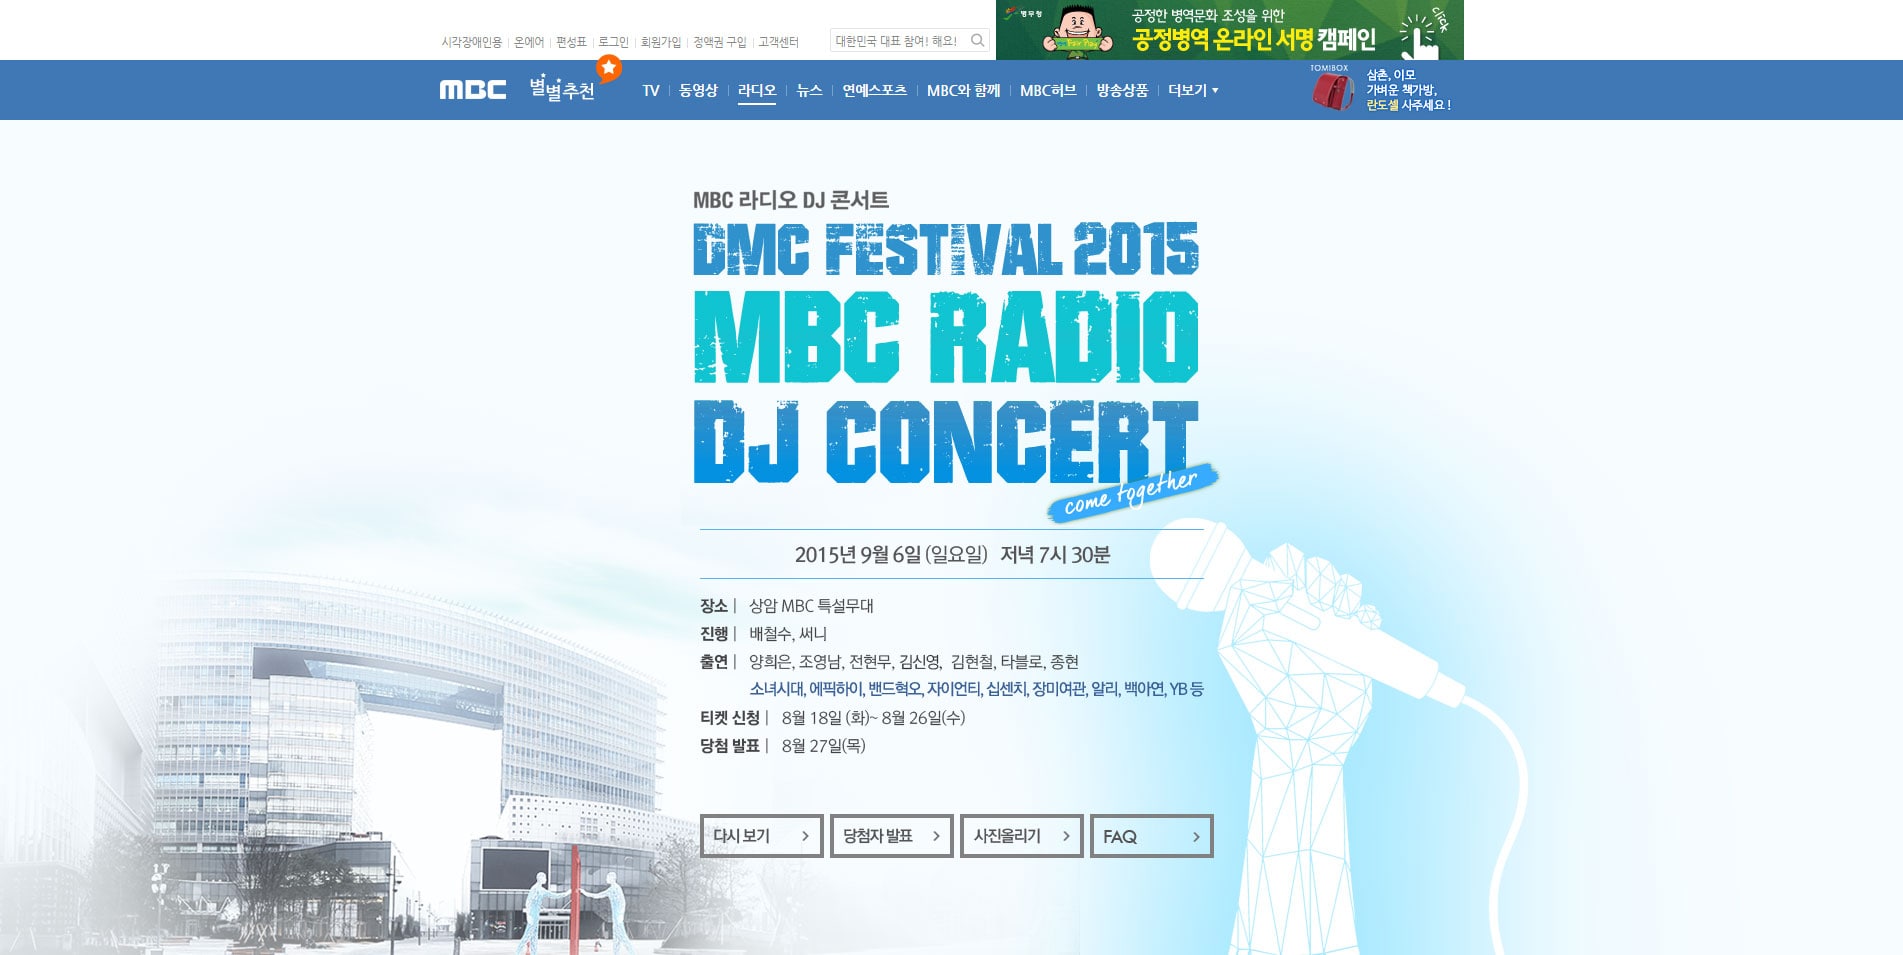 병무청
공정한 병역문화 조성을 위한
공정병역 온라인 서명 캠페인
click
시각장애인용 온에어 편성표 로그인 회원가입 정액권 구입 고객센터
대한민국 대표 참여! 해요!
MBC 별별추천 TV 동영상 라디오 뉴스 연예스포츠 MBC와 함께 MBC허브 방송상품 더보기
TOMIBOX
삼촌, 이모
가벼운 책가방,
란도셀 사주세요!
MBC 라디오 DJ 콘서트
DMC FESTIVAL 2015
MBC RADIO
DJ CONCERT
come together
2015년 9월 6일 (일요일) 저녁 7시 30분
장소 | 상암 MBC 특설무대
진행 | 배철수, 써니
출연 | 양희은, 조영남, 전현무, 김신영, 김현철, 타블로, 종현
소녀시대, 에픽하이, 밴드혁오, 자이언티, 십센치, 장미여관, 알리, 백아연, YB 등
티켓 신청 | 8월 18일 (화)~ 8월 26일(수)
당첨 발표 | 8월 27일(목)
다시 보기 당첨자 발표 사진올리기 FAQ